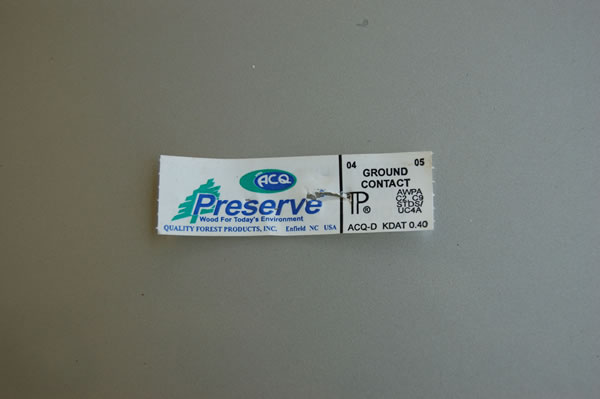 ACQ
Preserve
Wood For Today's Environment
QUALITY FOREST PRODUCTS, INC. Enfield NC USA
04 05
GROUND
CONTACT
TP®
AWPA
C2, C9
STDS/
UC4A
ACQ-D KDAT 0.40